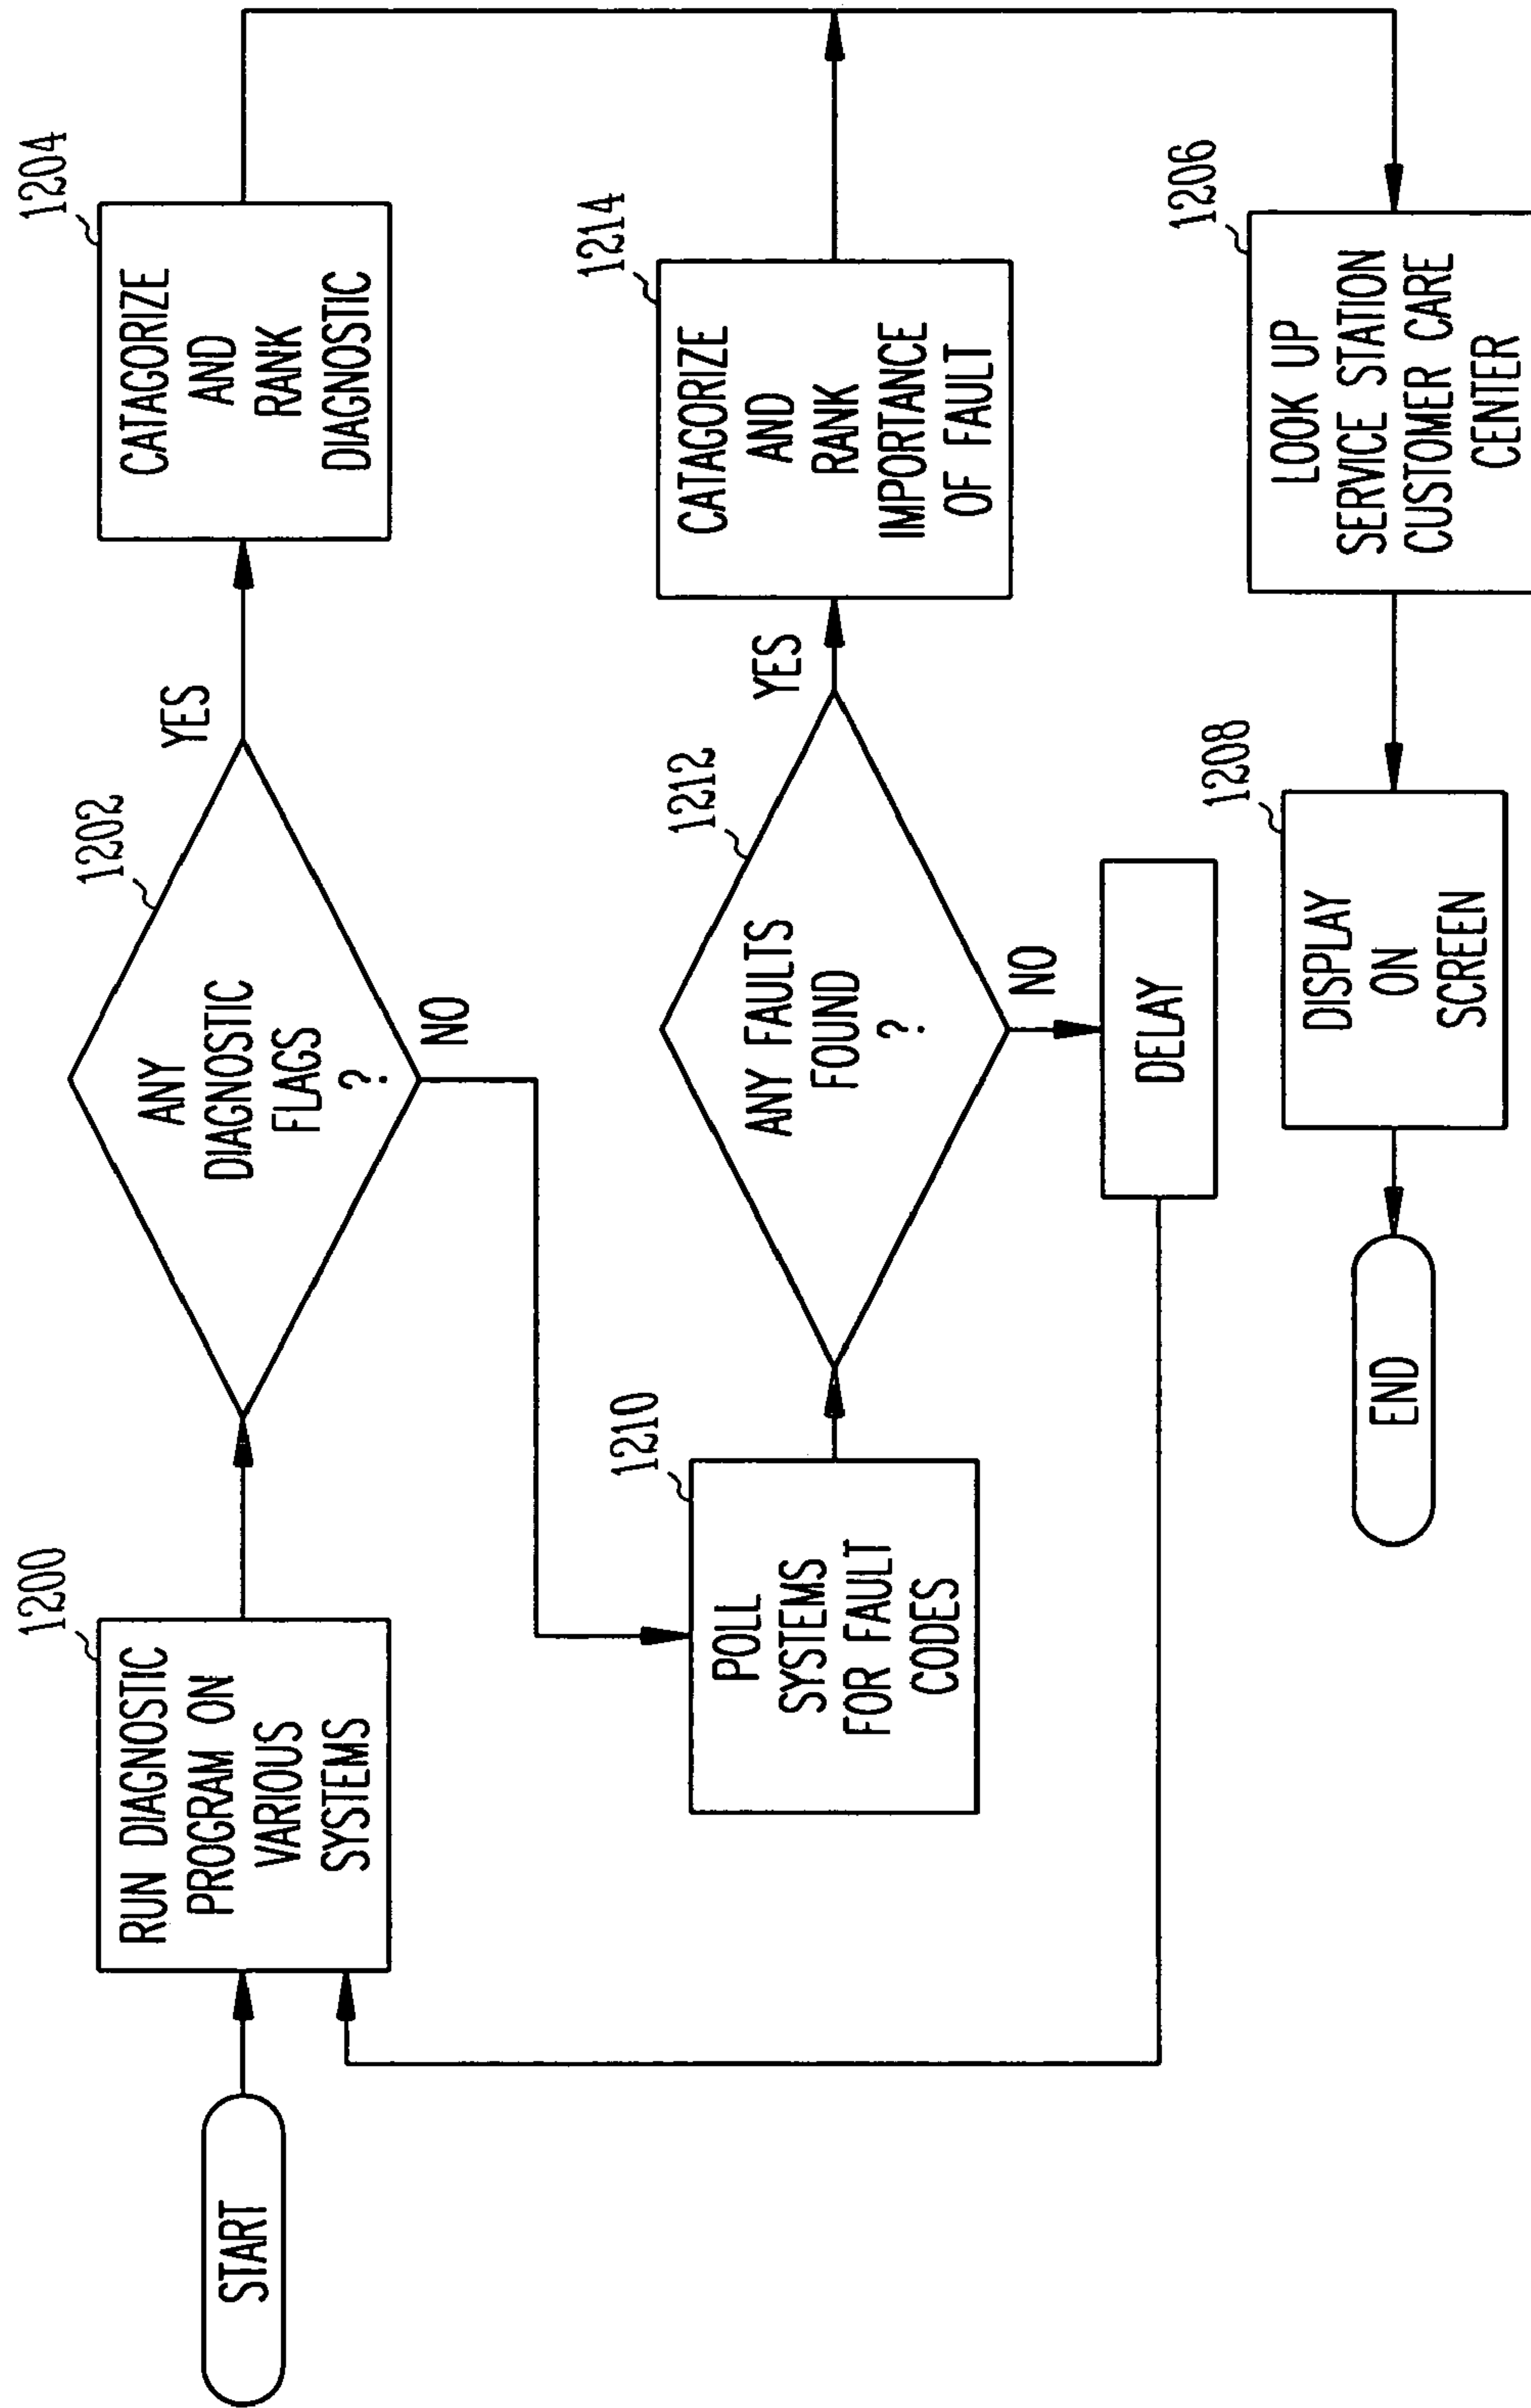 START
1200
RUN DIAGNOSTIC
PROGRAM ON
VARIOUS
SYSTEMS
1202
ANY
DIAGNOSTIC
FLAGS
?
YES
NO
1204
CATAGORIZE
AND
RANK
DIAGNOSTIC
1210
POLL
SYSTEMS
FOR FAULT
CODES
1212
ANY FAULTS
FOUND
?
YES
NO
1214
CATAGORIZE
AND
RANK
IMPORTANCE
OF FAULT
DELAY
1206
LOOK UP
SERVICE STATION
CUSTOMER CARE
CENTER
1208
DISPLAY
ON
SCREEN
END